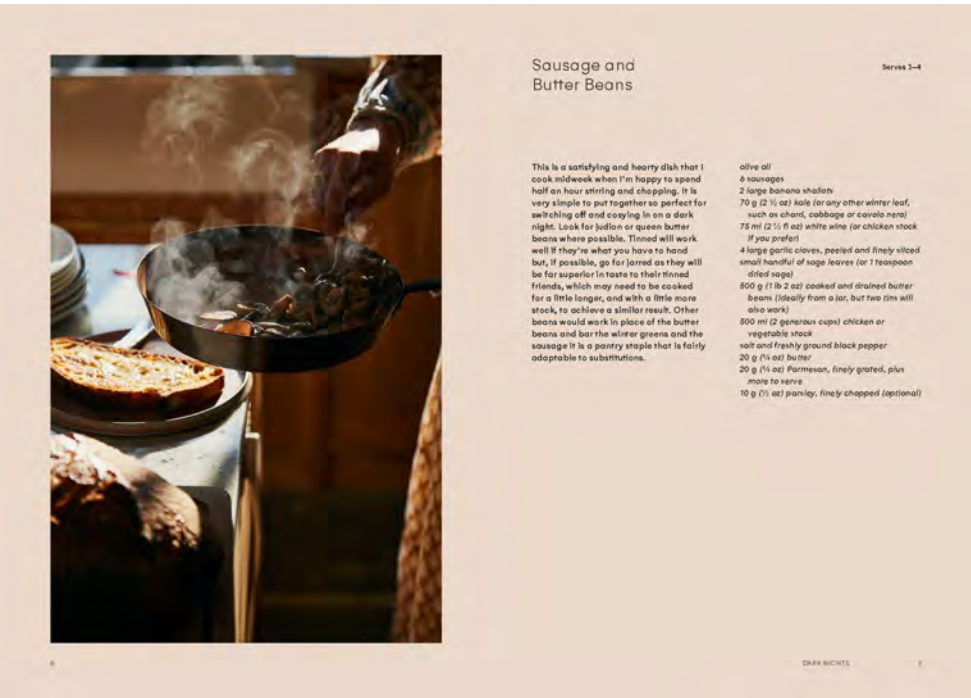 Sausage and
Butter Beans
Serves 3–4
This is a satisfying and hearty dish that I
cook midweek when I'm happy to spend
half an hour stirring and chopping. It is
very simple to put together so perfect for
switching off and cosying in on a dark
night. Look for judion or queen butter
beans where possible. Tinned will work
well if they're what you have to hand
but, if possible, go for jarred as they will
be far superior in taste to their tinned
friends, which may need to be cooked
for a little longer, and with a little more
stock, to achieve a similar result. Other
beans would work in place of the butter
beans and bar the winter greens and the
sausage it is a pantry staple that is fairly
adaptable to substitutions.
olive oil
6 sausages
2 large banana shallots
70 g (2 ½ oz) kale (or any other winter leaf,
such as chard, cabbage or cavolo nero)
75 ml (2 ½ fl oz) white wine (or chicken stock
if you prefer)
4 large garlic cloves, peeled and finely sliced
small handful of sage leaves (or 1 teaspoon
dried sage)
500 g (1 lb 2 oz) cooked and drained butter
beans (ideally from a jar, but two tins will
also work)
500 ml (2 generous cups) chicken or
vegetable stock
salt and freshly ground black pepper
20 g (¾ oz) butter
20 g (¾ oz) Parmesan, finely grated, plus
more to serve
10 g (½ oz) parsley, finely chopped (optional)
DARK NIGHTS